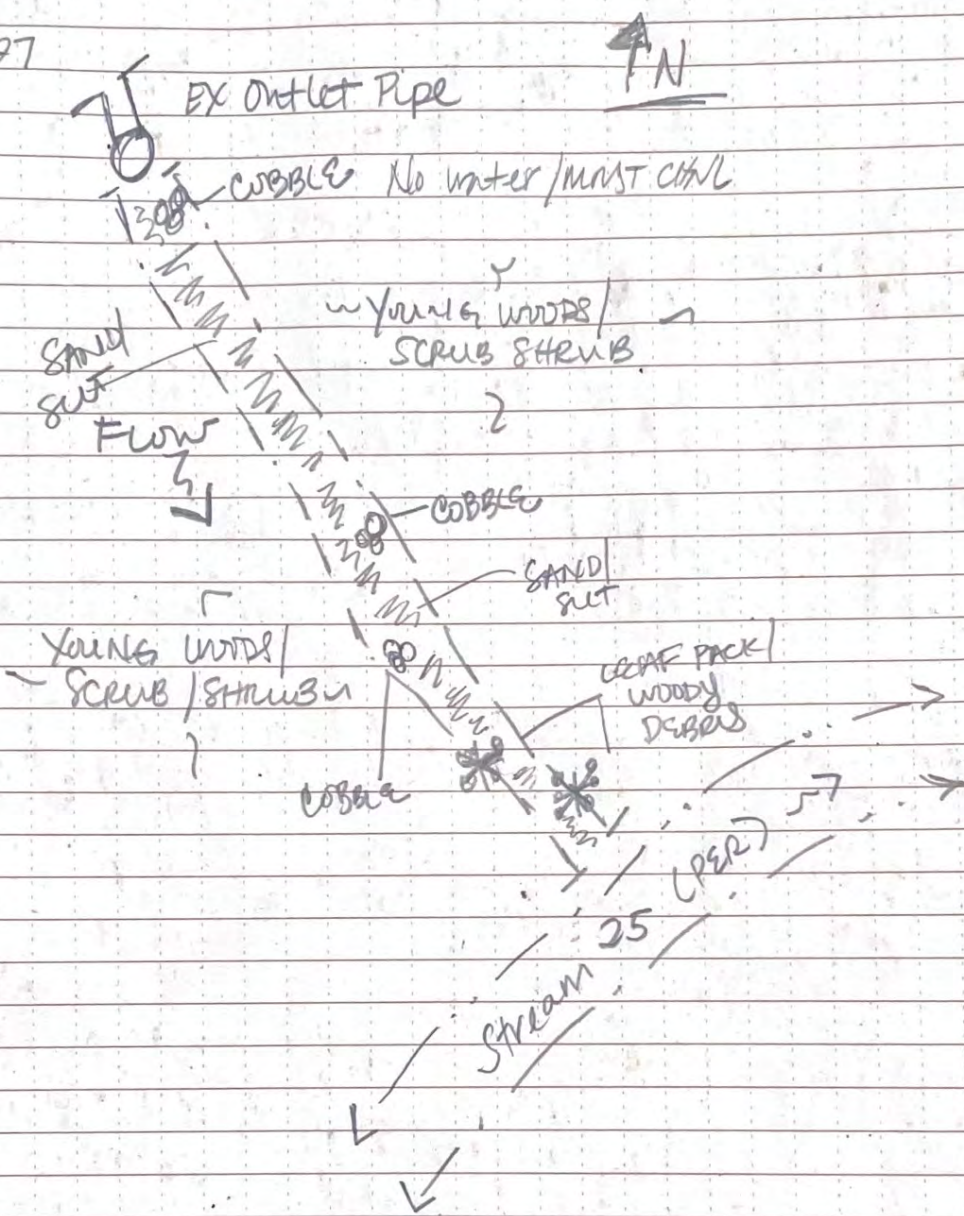 27
N
EX Outlet Pipe
COBBLE No water/MOIST CHNL
YOUNG WOODS/
SCRUB SHRUB
SAND/
SILT
FLOW
COBBLE
SAND/
SILT
YOUNG WOODS/
SCRUB/SHRUB
LEAF PACK/
WOODY
DEBRIS
COBBLE
Stream 25 (PER)